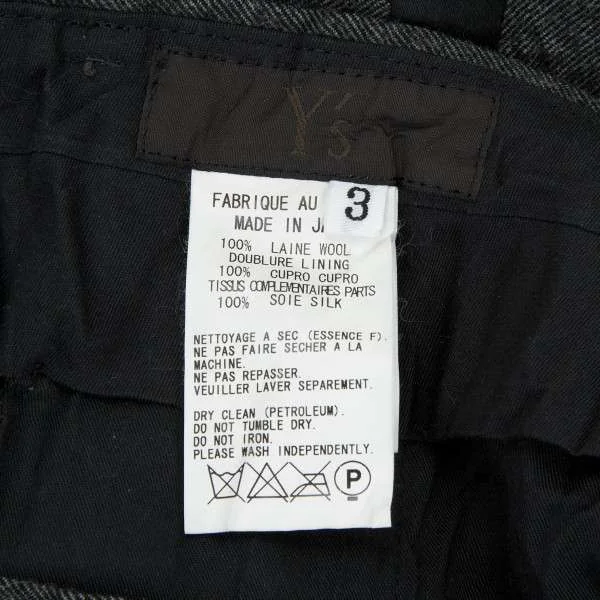 Y's
3
FABRIQUE AU
MADE IN
100% LAINE WOOL
DOUBLURE LINING
100% CUPRO CUPRO
TISSUS COMPLEMENTAIRES PARTS
100% SOIE SILK
NETTOYAGE A SEC (ESSENCE F).
NE PAS FAIRE SECHER A LA
MACHINE.
NE PAS REPASSER.
VEUILLER LAVER SEPAREMENT.
DRY CLEAN (PETROLEUM).
DO NOT TUMBLE DRY.
DO NOT IRON.
PLEASE WASH INDEPENDENTLY.
P